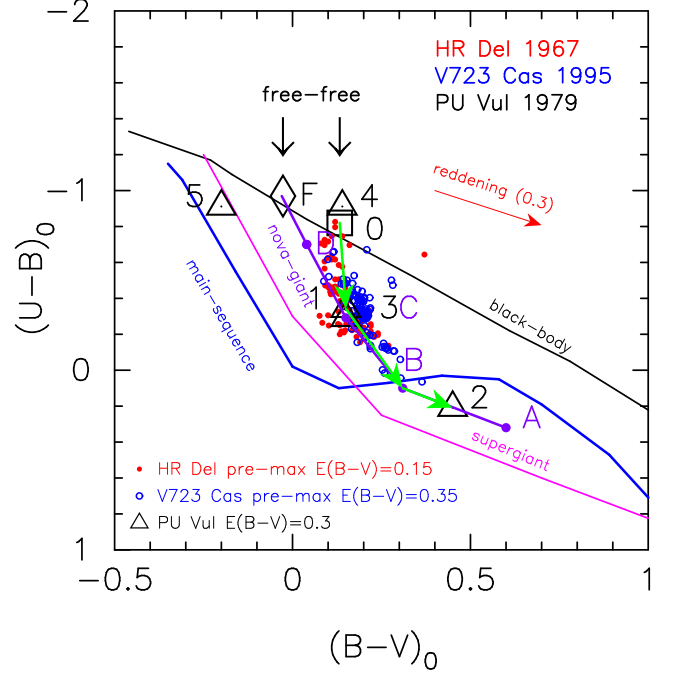 −2
−1
0
1
−0.5
0
0.5
1
(U−B)₀
(B−V)₀
HR Del 1967
V723 Cas 1995
PU Vul 1979
free−free
reddening (0.3)
5
F
4
0
D
nova−giant
1
3
C
main−sequence
black−body
B
2
A
supergiant
HR Del pre−max E(B−V)=0.15
V723 Cas pre−max E(B−V)=0.35
PU Vul E(B−V)=0.3